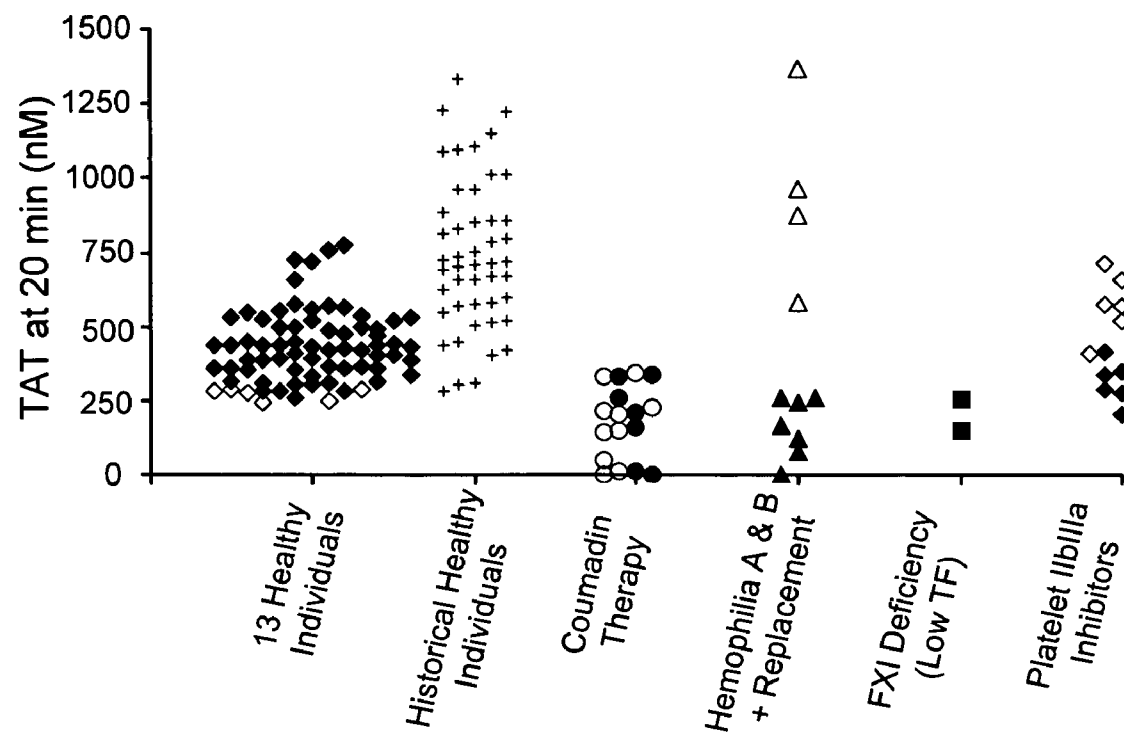 1500
1250
1000
750
500
250
0
TAT at 20 min (nM)
13 Healthy
Individuals
Historical Healthy
Individuals
Coumadin
Therapy
Hemophilia A & B
+ Replacement
FXI Deficiency
(Low TF)
Platelet IIbIIIa
Inhibitors